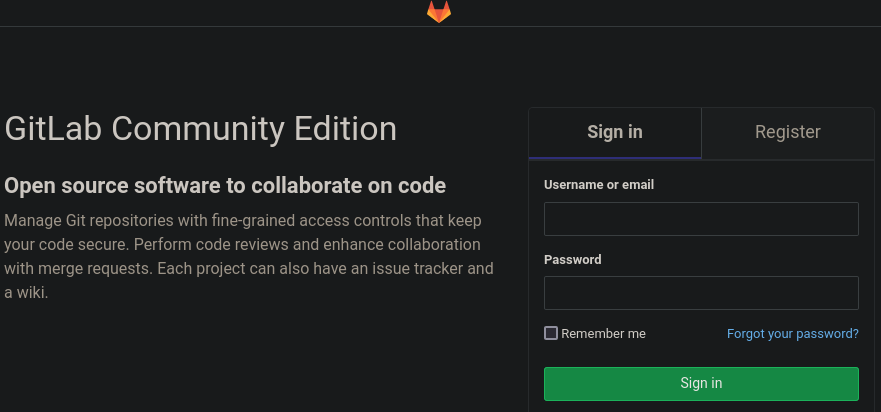 GitLab Community Edition
Open source software to collaborate on code
Manage Git repositories with fine-grained access controls that keep
your code secure. Perform code reviews and enhance collaboration
with merge requests. Each project can also have an issue tracker and
a wiki.
Sign in
Register
Username or email
Password
Remember me
Forgot your password?
Sign in